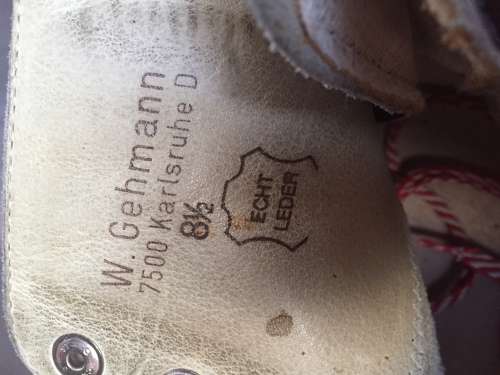 W. Gehmann
7500 Karlsruhe D
8½
ECHT
LEDER